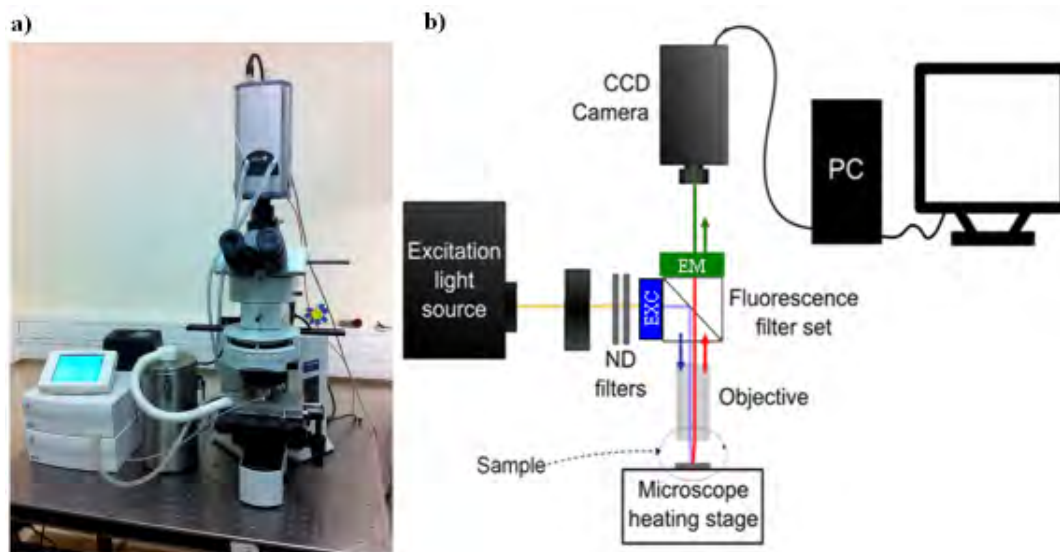 a)
b)
CCD
Camera
PC
Excitation
light
source
EM
EXC
Fluorescence
filter set
ND
filters
Objective
Sample
Microscope
heating stage